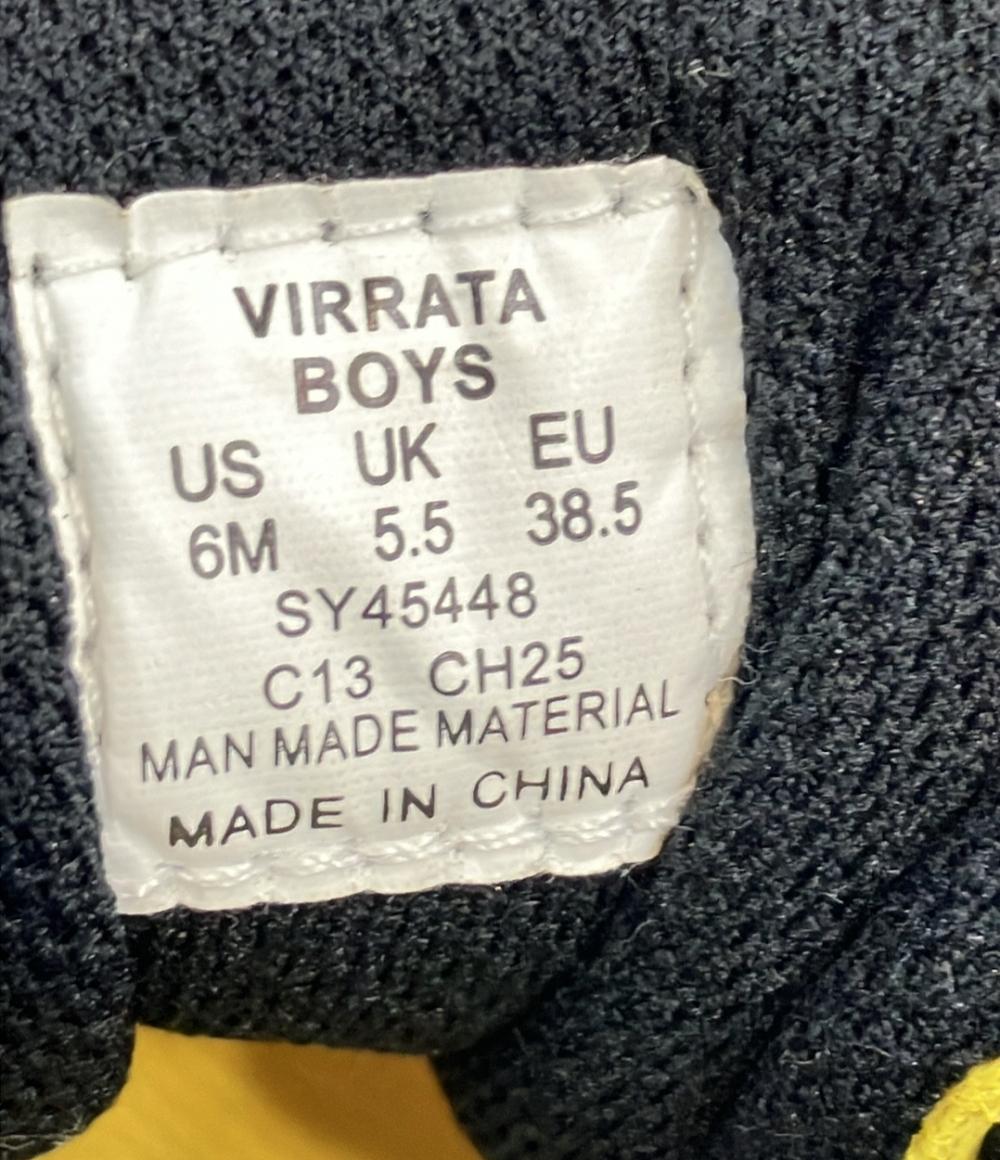 VIRRATA
BOYS
US UK EU
6M 5.5 38.5
SY45448
C13 CH25
MAN MADE MATERIAL
MADE IN CHINA